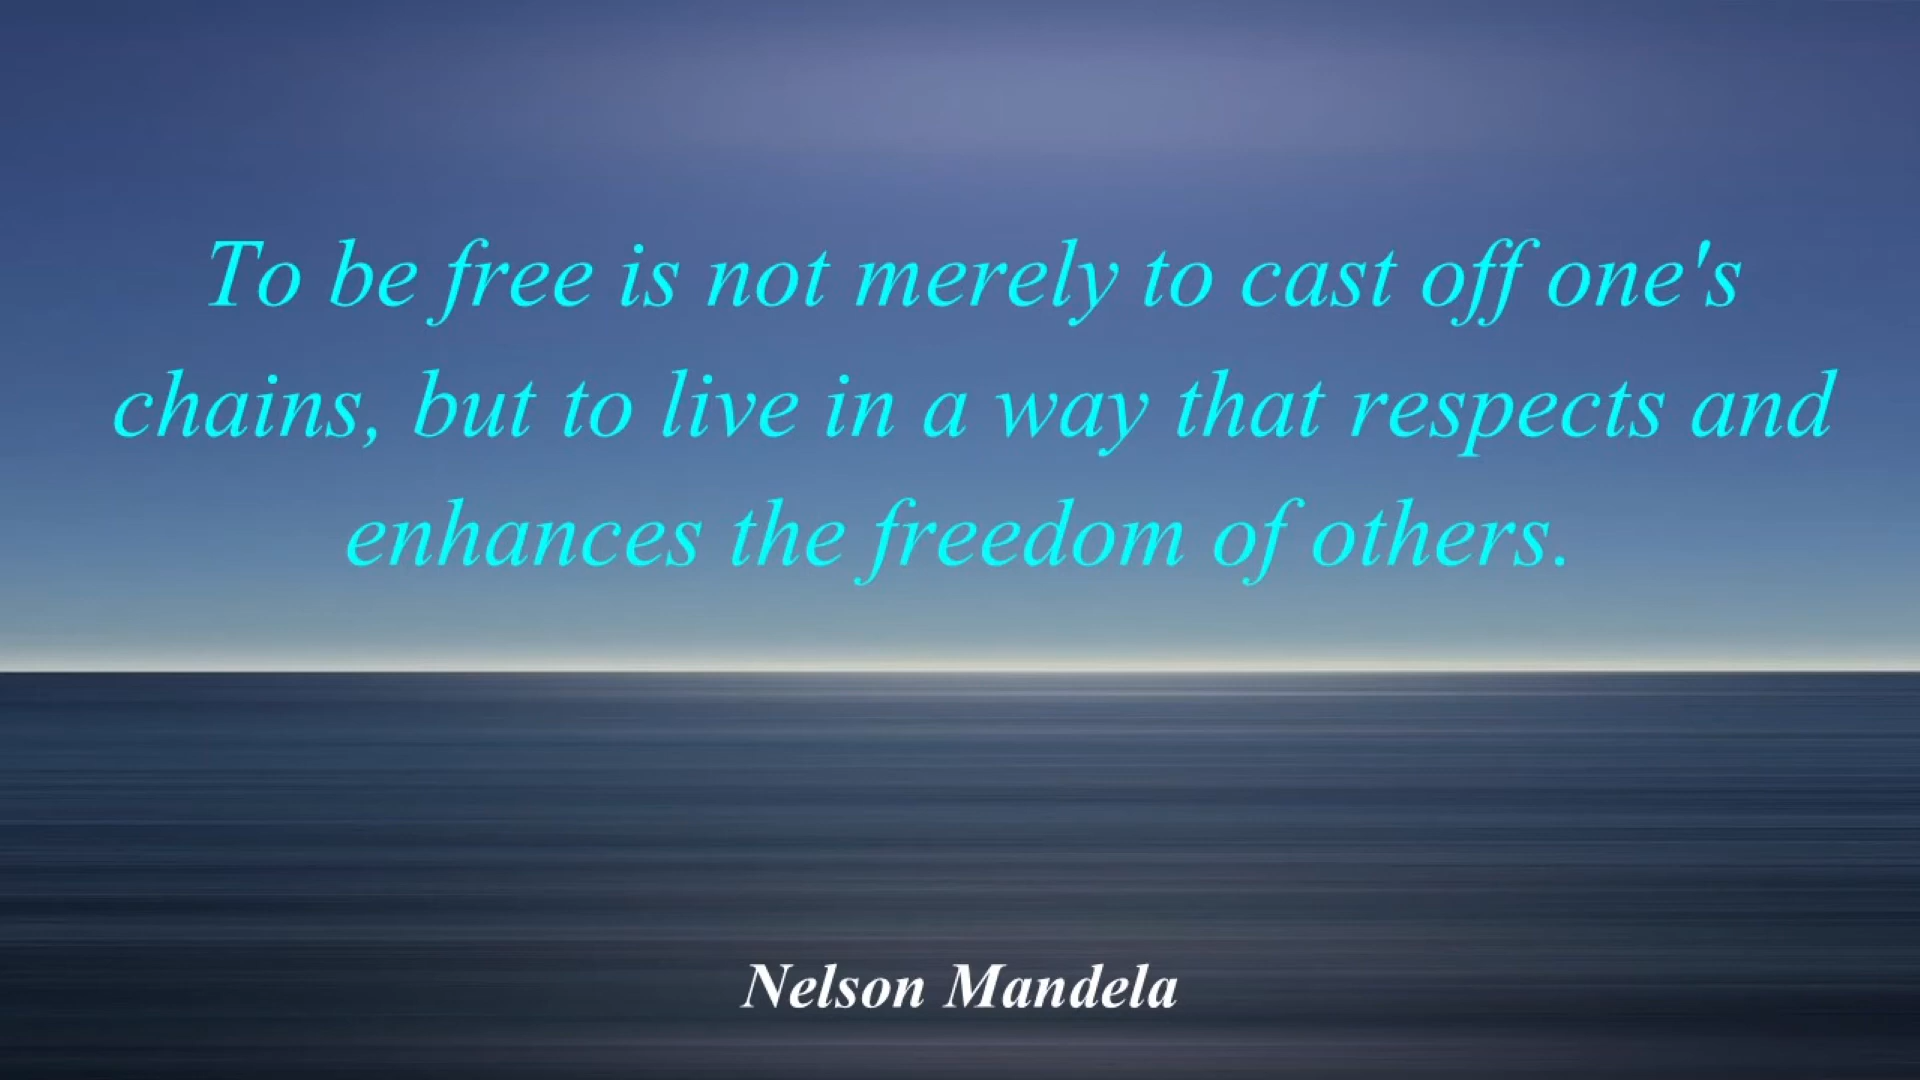 To be free is not merely to cast off one's
chains, but to live in a way that respects and
enhances the freedom of others.
Nelson Mandela